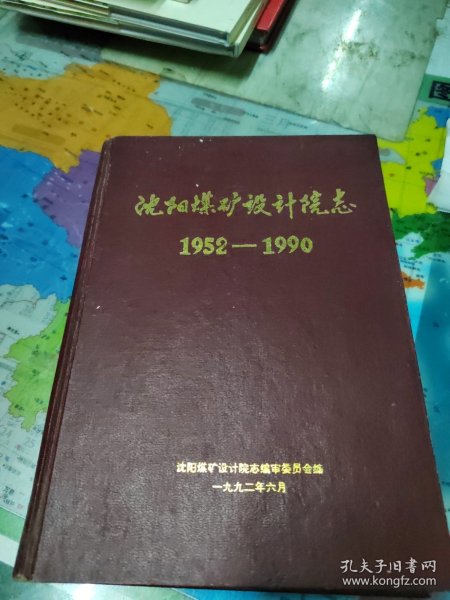 沈阳煤矿设计院志
1952—1990
沈阳煤矿设计院志编审委员会编
一九九二年六月
孔夫子旧书网
www.kongfz.com